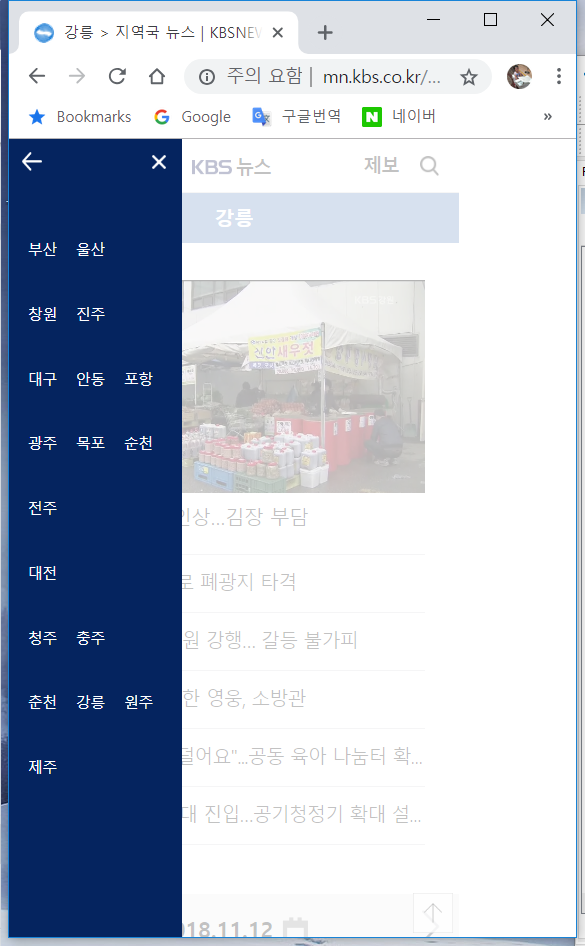 강릉 > 지역국 뉴스 | KBSNEW
주의 요함 | mn.kbs.co.kr/...
Bookmarks Google 구글번역 네이버 »
KBS 뉴스 제보
강릉
부산 울산
창원 진주
대구 안동 포항
광주 목포 순천
전주
대전
청주 충주
춘천 강릉 원주
제주
새우젓
인상...김장 부담
로 폐광지 타격
원 강행... 갈등 불가피
한 영웅, 소방관
덜어요"...공동 육아 나눔터 확...
대 진입...공기청정기 확대 설...
018.11.12